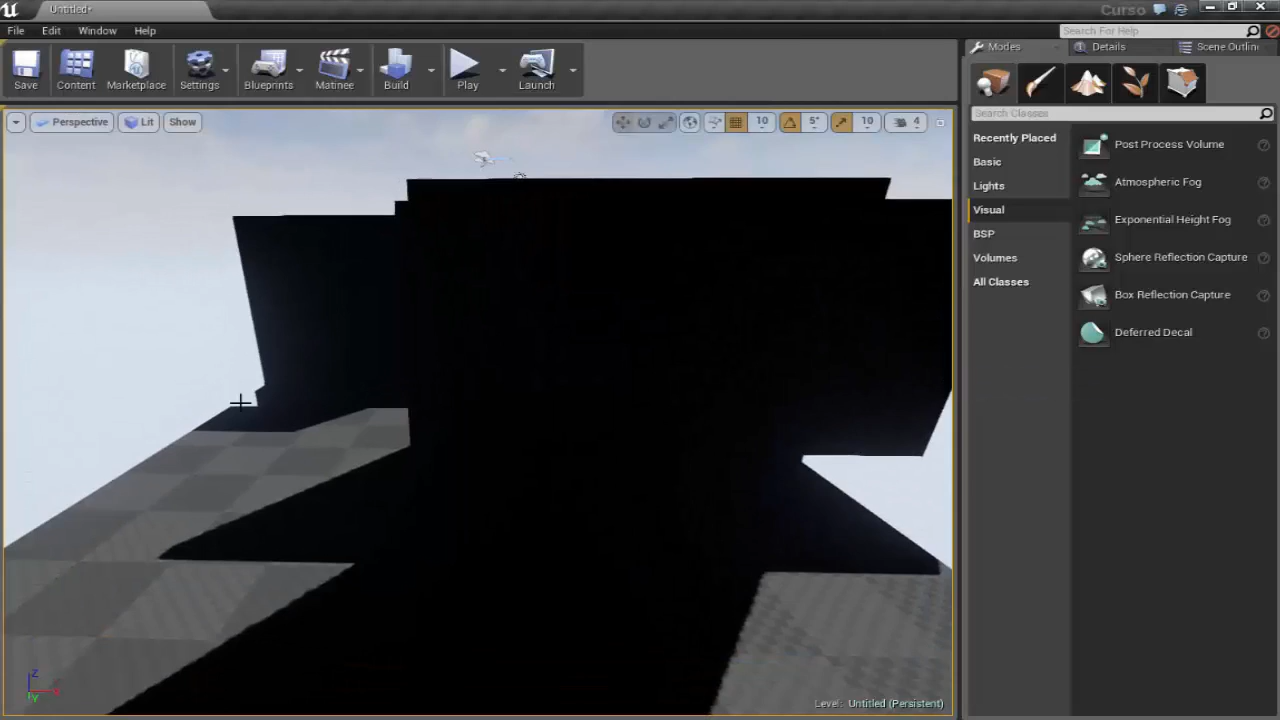 Untitled*
Curso
File Edit Window Help
Search For Help
Modes Details Scene Outlin
Save Content Marketplace Settings Blueprints Matinee Build Play Launch
Search Classes
Perspective Lit Show 10 5° 10 4
Recently Placed
Basic
Lights
Visual
BSP
Volumes
All Classes
Post Process Volume
Atmospheric Fog
Exponential Height Fog
Sphere Reflection Capture
Box Reflection Capture
Deferred Decal
Z
Y
Level: Untitled (Persistent)